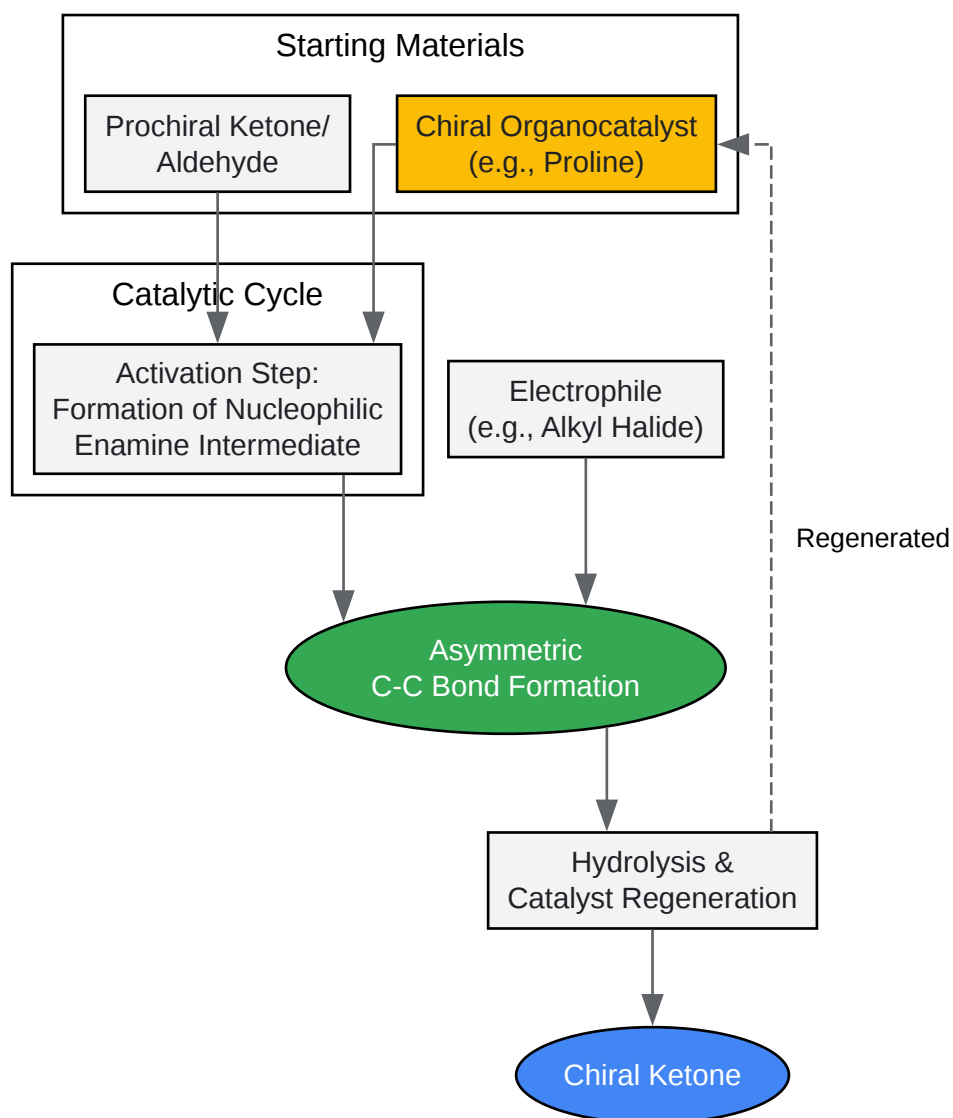 Starting Materials
Prochiral Ketone/
Aldehyde
Chiral Organocatalyst
(e.g., Proline)
Catalytic Cycle
Activation Step:
Formation of Nucleophilic
Enamine Intermediate
Electrophile
(e.g., Alkyl Halide)
Regenerated
Asymmetric
C-C Bond Formation
Hydrolysis &
Catalyst Regeneration
Chiral Ketone